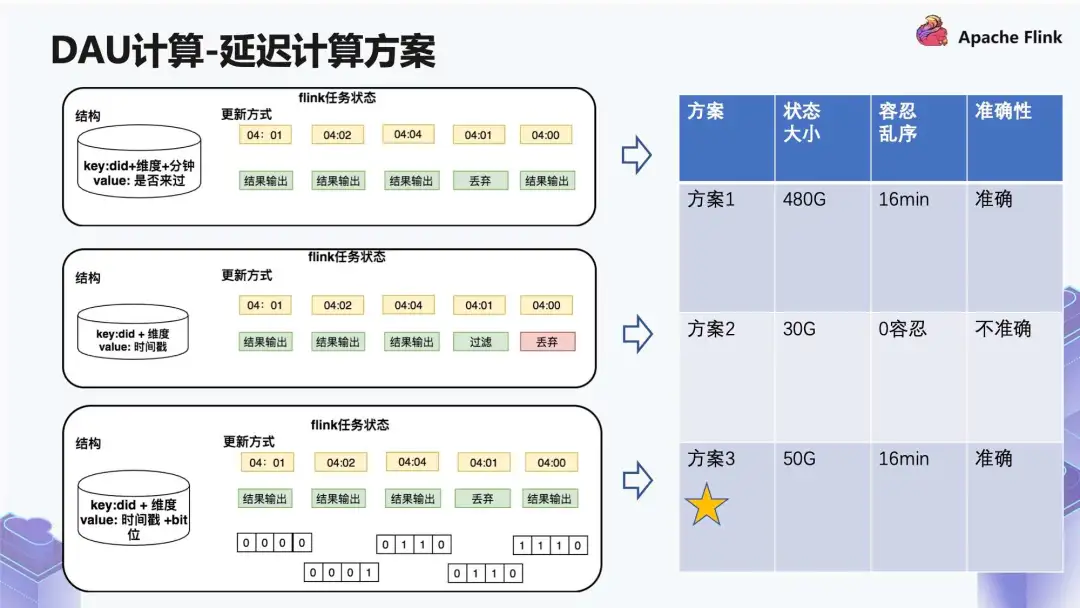 DAU计算-延迟计算方案
Apache Flink
flink任务状态
结构
更新方式
04：01 04:02 04:04 04:01 04:00
key:did+维度+分钟
value: 是否来过
结果输出 结果输出 结果输出 丢弃 结果输出
flink任务状态
结构
更新方式
04：01 04:02 04:04 04:01 04:00
key:did + 维度
value: 时间戳
结果输出 结果输出 结果输出 过滤 丢弃
flink任务状态
结构
更新方式
04：01 04:02 04:04 04:01 04:00
key:did + 维度
value: 时间戳 +bit
位
结果输出 结果输出 结果输出 丢弃 结果输出
0 0 0 0
0 1 1 0
1 1 1 0
0 0 0 1
0 1 1 0
方案 状态大小 容忍乱序 准确性
方案1 480G 16min 准确
方案2 30G 0容忍 不准确
方案3 50G 16min 准确